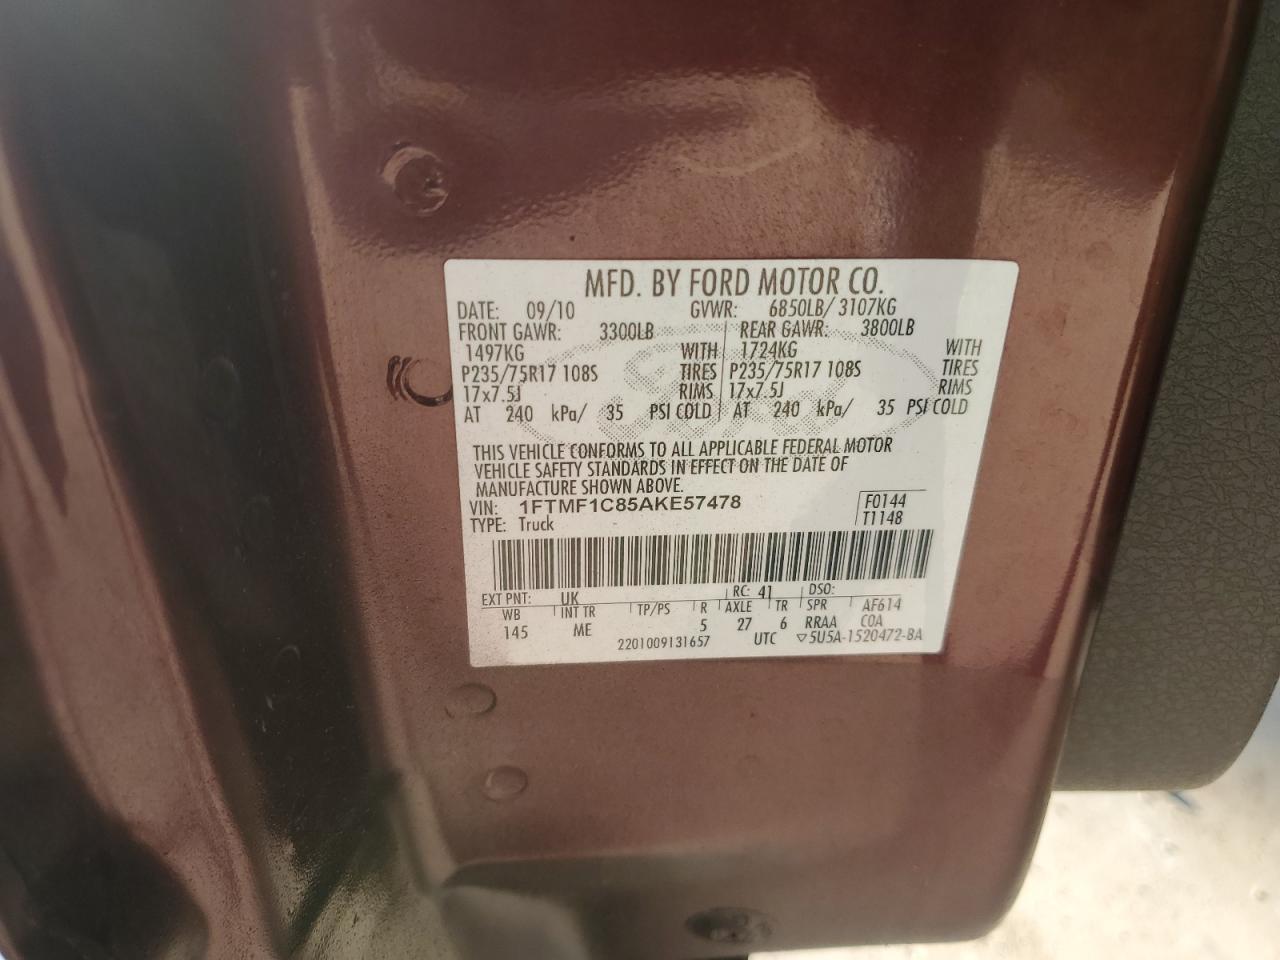 MFD. BY FORD MOTOR CO.
DATE: 09/10 GVWR: 6850LB/ 3107KG
FRONT GAWR: 3300LB REAR GAWR: 3800LB
1497KG WITH 1724KG WITH
P235/75R17 108S TIRES P235/75R17 108S TIRES
17x7.5J RIMS 17x7.5J RIMS
AT 240 kPa/ 35 PSI COLD AT 240 kPa/ 35 PSI COLD
THIS VEHICLE CONFORMS TO ALL APPLICABLE FEDERAL MOTOR
VEHICLE SAFETY STANDARDS IN EFFECT ON THE DATE OF
MANUFACTURE SHOWN ABOVE.
VIN: 1FTMF1C85AKE57478 F0144
TYPE: Truck T1148
EXT PNT: UK RC: 41 DSO:
WB INT TR TP/PS R AXLE TR SPR AF614
145 ME 5 27 6 RRAA COA
2201009131657 UTC ▽5U5A-1520472-BA